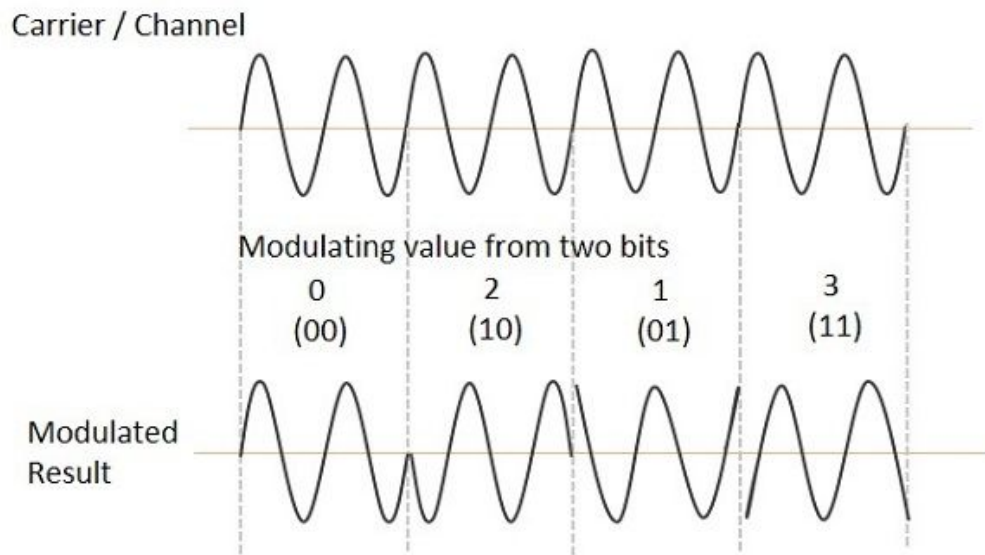 Carrier / Channel
Modulating value from two bits
0 2 1 3
(00) (10) (01) (11)
Modulated
Result